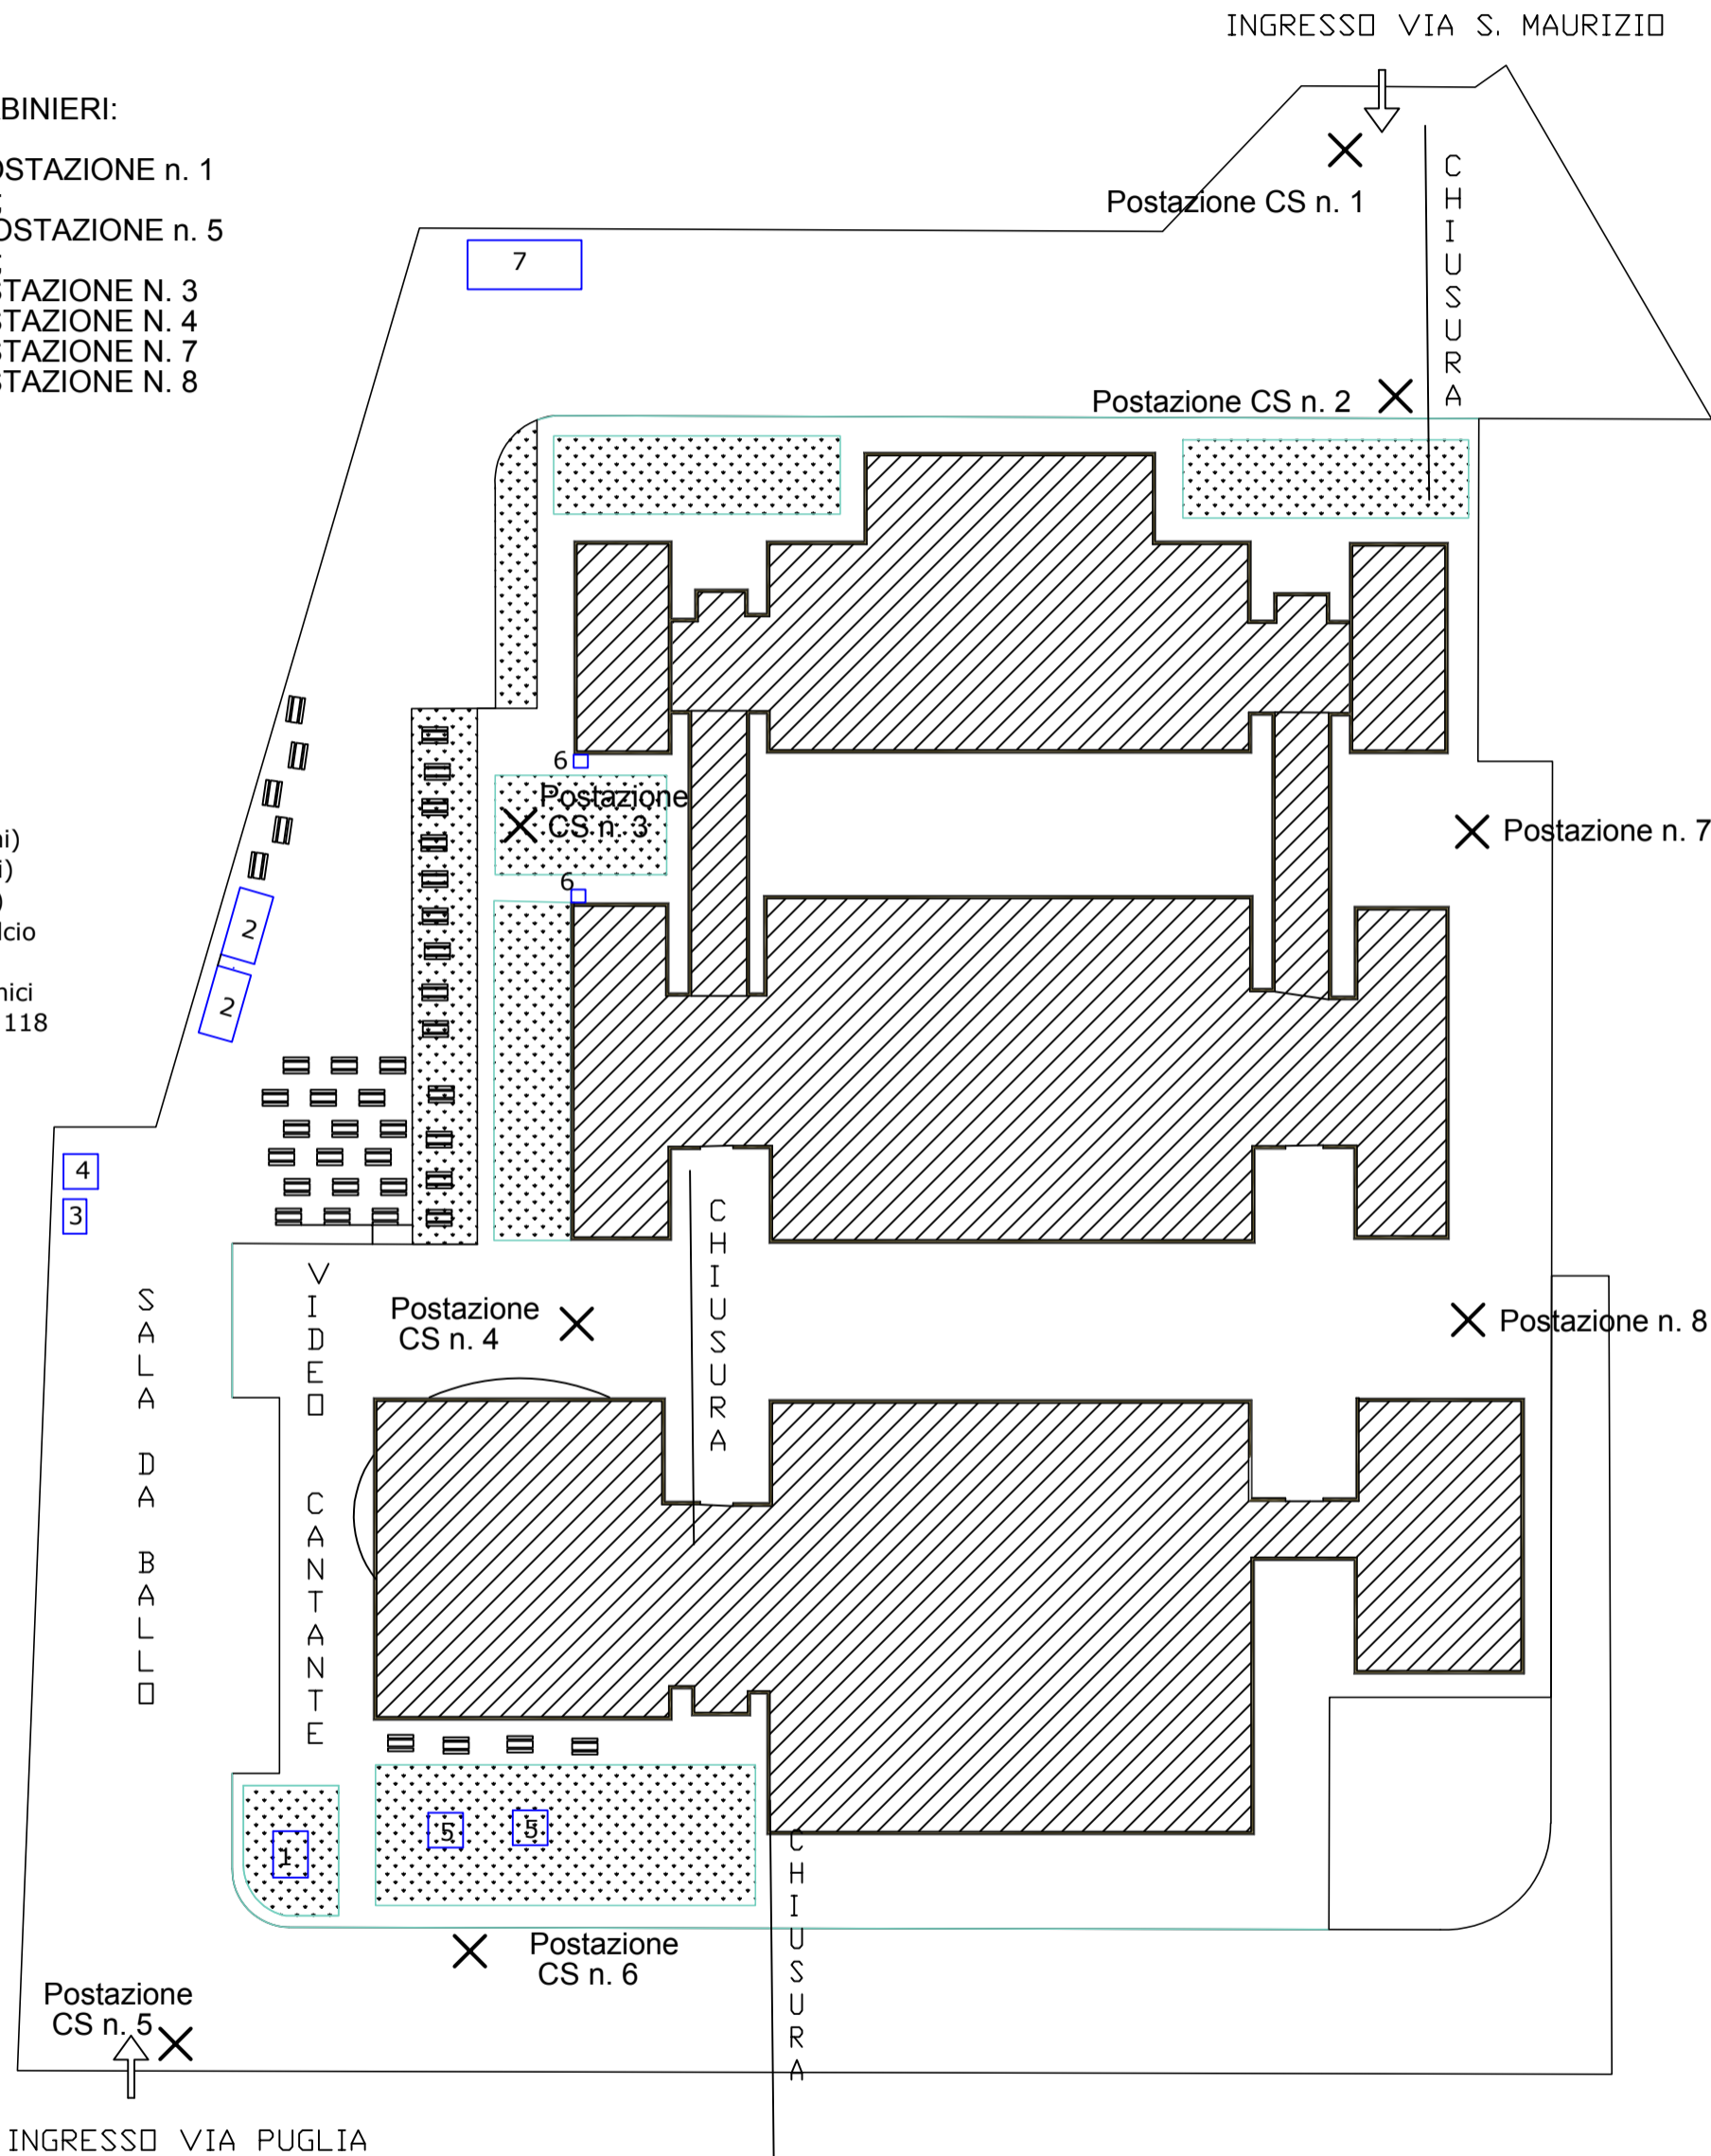 INGRESSO VIA S. MAURIZIO
BINIERI:
OSTAZIONE n. 1
OSTAZIONE n. 5
STAZIONE N. 3
STAZIONE N. 4
STAZIONE N. 7
STAZIONE N. 8
Postazione CS n. 1
CHIUSURA
7
Postazione CS n. 2
6
Postazione
CS n. 3
Postazione n. 7
ni)
i)
)
lcio
nici
118
6
2
2
4
3
CHIUSURA
SALA DA BALLO
VIDEO CANTANTE
Postazione
CS n. 4
Postazione n. 8
5
5
1
CHIUSURA
Postazione
CS n. 6
Postazione
CS n. 5
INGRESSO VIA PUGLIA